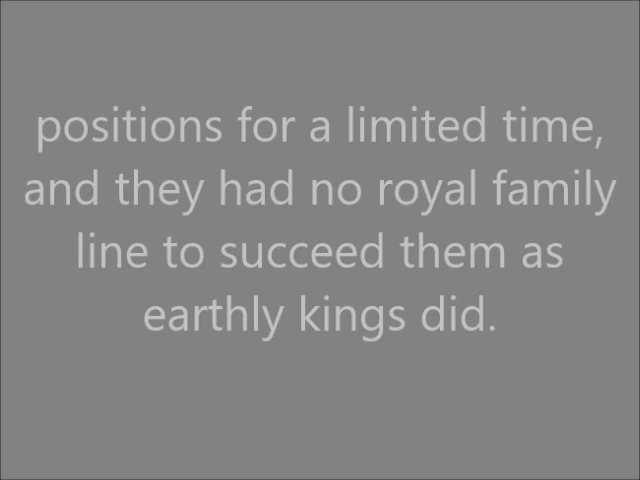 positions for a limited time,
and they had no royal family
line to succeed them as
earthly kings did.